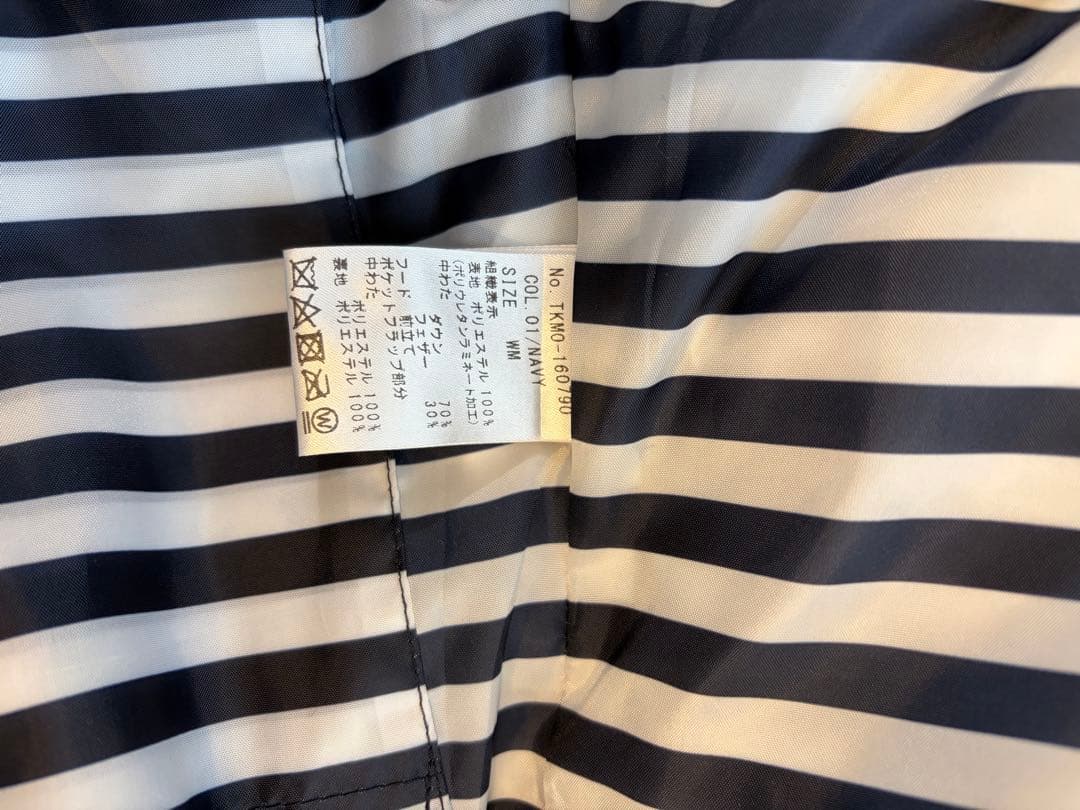 No. TKMO-160790
COL. 01/NAVY
SIZE WM
組織表示
表地 ポリエステル 100%
(ポリウレタンラミネート加工)
中わた ダウン 70%
フェザー 30%
フード 前立て
ポケットフラップ部分
中わた ポリエステル 100%
裏地 ポリエステル 100%
W